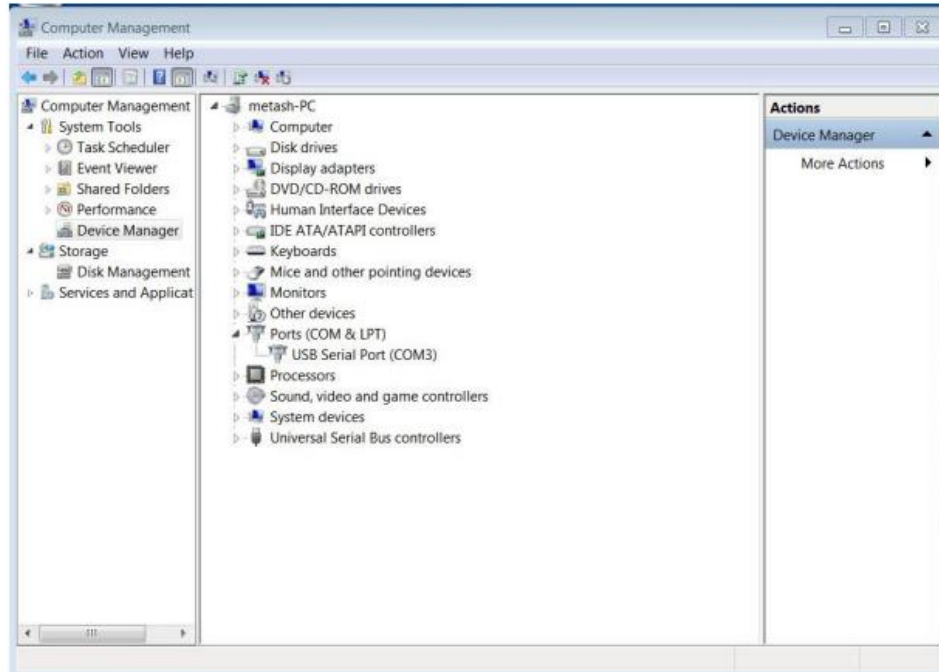 Computer Management
File Action View Help
Computer Management
System Tools
Task Scheduler
Event Viewer
Shared Folders
Performance
Device Manager
Storage
Disk Management
Services and Applicat
metash-PC
Computer
Disk drives
Display adapters
DVD/CD-ROM drives
Human Interface Devices
IDE ATA/ATAPI controllers
Keyboards
Mice and other pointing devices
Monitors
Other devices
Ports (COM & LPT)
USB Serial Port (COM3)
Processors
Sound, video and game controllers
System devices
Universal Serial Bus controllers
Actions
Device Manager
More Actions